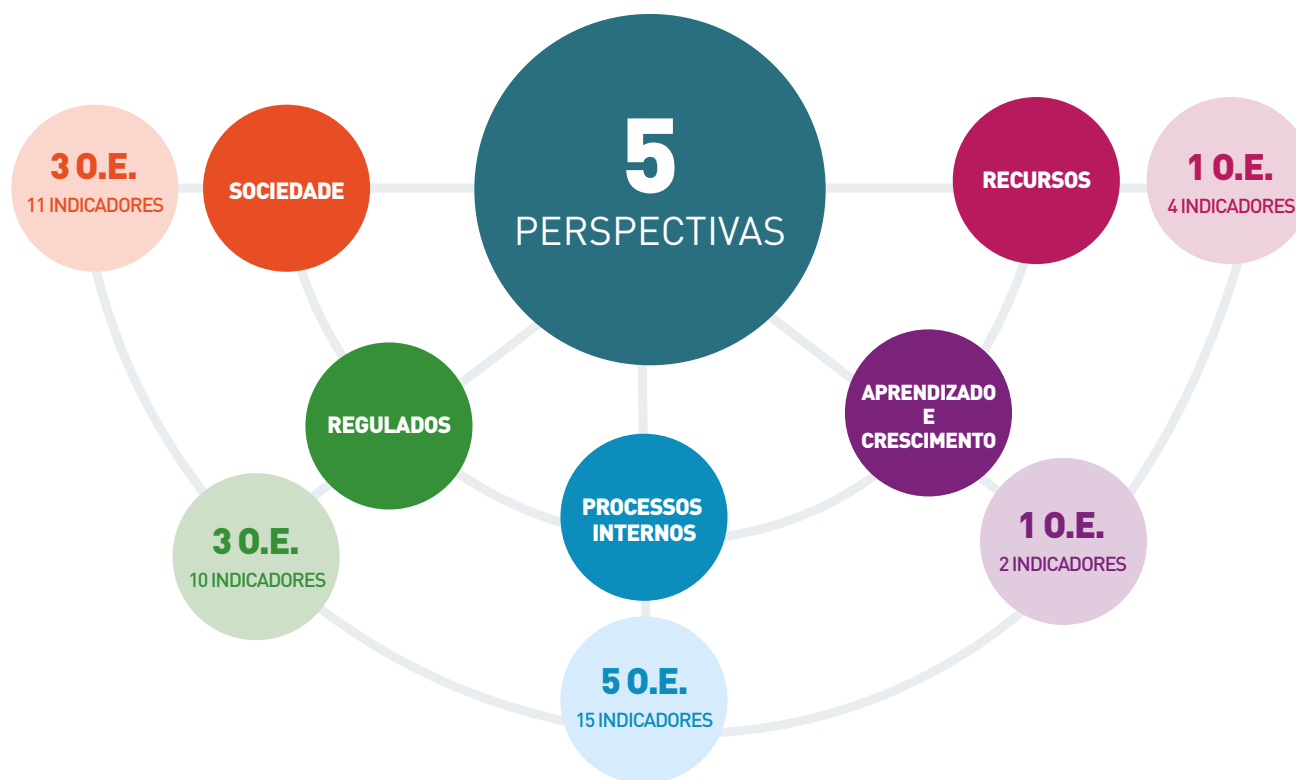 5
PERSPECTIVAS
3 O.E.
11 INDICADORES
SOCIEDADE
RECURSOS
1 O.E.
4 INDICADORES
REGULADOS
3 O.E.
10 INDICADORES
PROCESSOS
INTERNOS
5 O.E.
15 INDICADORES
APRENDIZADO
E
CRESCIMENTO
1 O.E.
2 INDICADORES